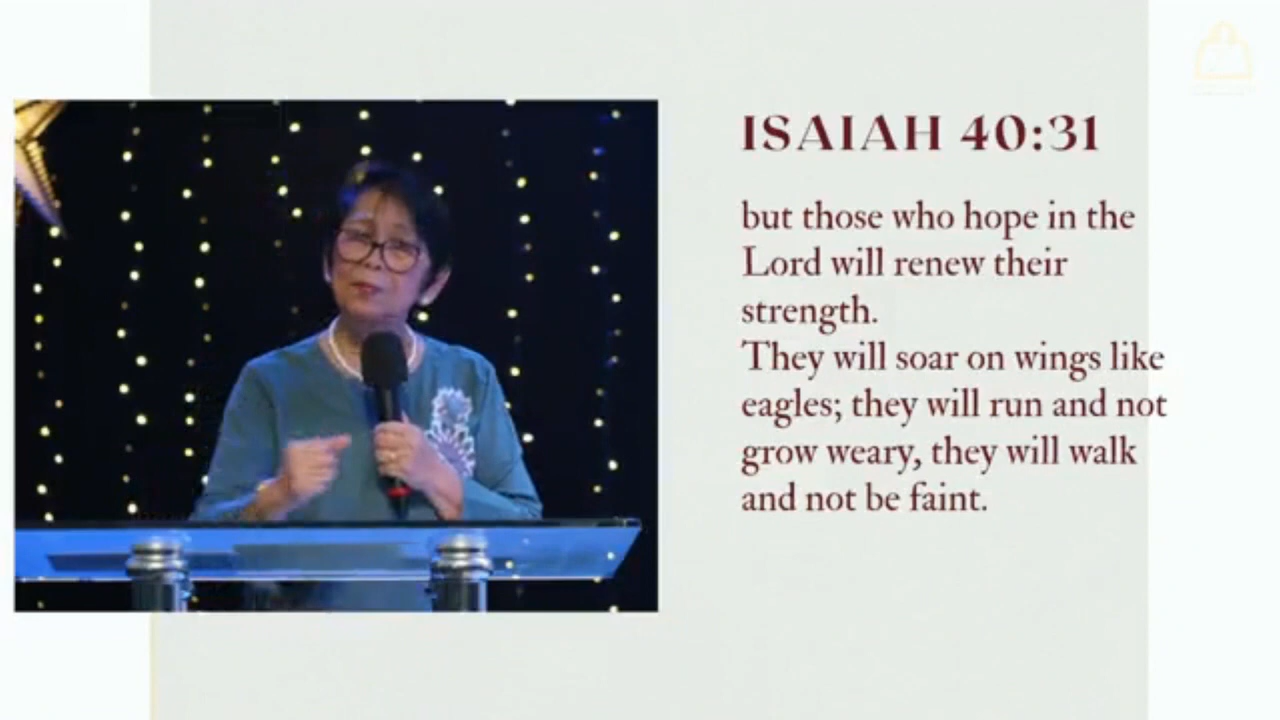 ISAIAH 40:31
but those who hope in the
Lord will renew their
strength.
They will soar on wings like
eagles; they will run and not
grow weary, they will walk
and not be faint.